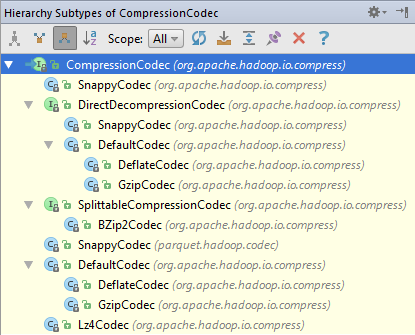 Hierarchy Subtypes of CompressionCodec
Scope: All
CompressionCodec (org.apache.hadoop.io.compress)
SnappyCodec (org.apache.hadoop.io.compress)
DirectDecompressionCodec (org.apache.hadoop.io.compress)
SnappyCodec (org.apache.hadoop.io.compress)
DefaultCodec (org.apache.hadoop.io.compress)
DeflateCodec (org.apache.hadoop.io.compress)
GzipCodec (org.apache.hadoop.io.compress)
SplittableCompressionCodec (org.apache.hadoop.io.compress)
BZip2Codec (org.apache.hadoop.io.compress)
SnappyCodec (parquet.hadoop.codec)
DefaultCodec (org.apache.hadoop.io.compress)
DeflateCodec (org.apache.hadoop.io.compress)
GzipCodec (org.apache.hadoop.io.compress)
Lz4Codec (org.apache.hadoop.io.compress)